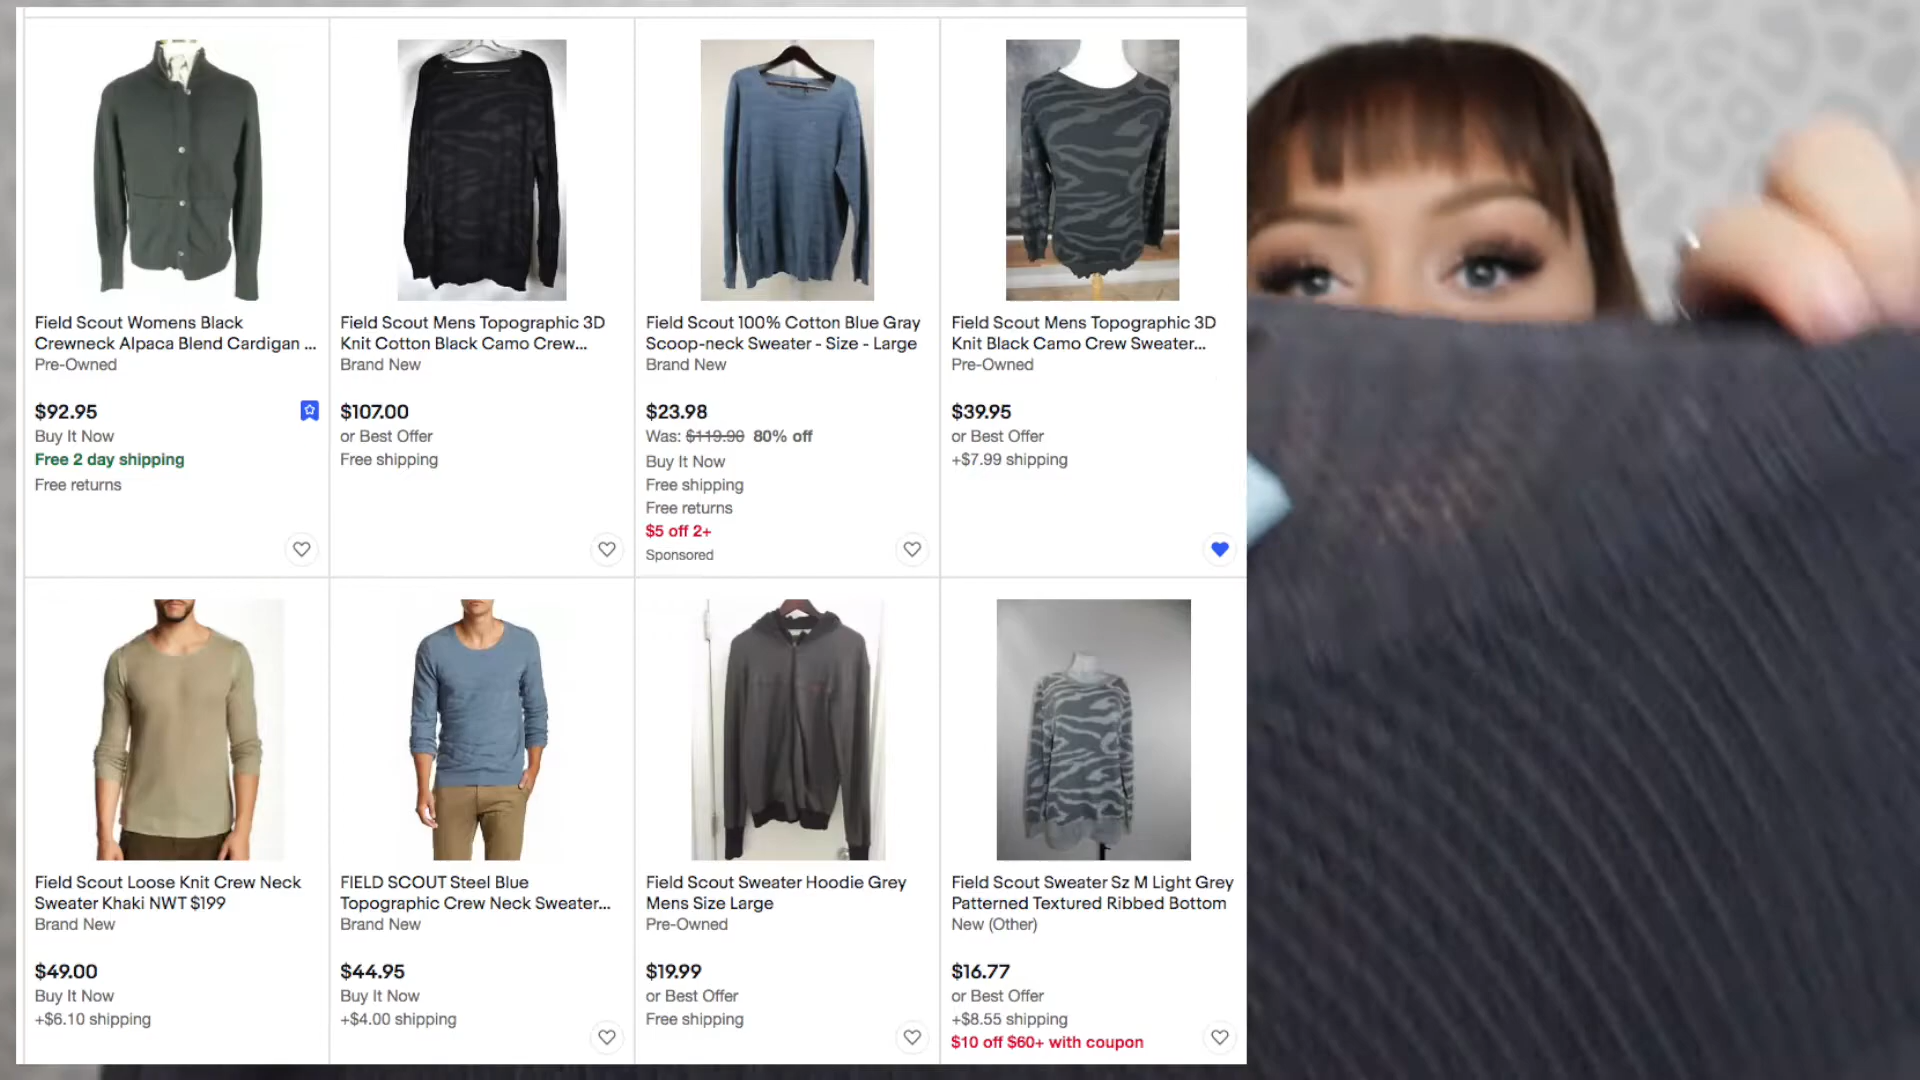 Field Scout Womens Black
Crewneck Alpaca Blend Cardigan ...
Pre-Owned
$92.95
Buy It Now
Free 2 day shipping
Free returns
Field Scout Mens Topographic 3D
Knit Cotton Black Camo Crew...
Brand New
$107.00
or Best Offer
Free shipping
Field Scout 100% Cotton Blue Gray
Scoop-neck Sweater - Size - Large
Brand New
$23.98
Was: $119.90 80% off
Buy It Now
Free shipping
Free returns
$5 off 2+
Sponsored
Field Scout Mens Topographic 3D
Knit Black Camo Crew Sweater...
Pre-Owned
$39.95
or Best Offer
+$7.99 shipping
Field Scout Loose Knit Crew Neck
Sweater Khaki NWT $199
Brand New
$49.00
Buy It Now
+$6.10 shipping
FIELD SCOUT Steel Blue
Topographic Crew Neck Sweater...
Brand New
$44.95
Buy It Now
+$4.00 shipping
Field Scout Sweater Hoodie Grey
Mens Size Large
Pre-Owned
$19.99
or Best Offer
Free shipping
Field Scout Sweater Sz M Light Grey
Patterned Textured Ribbed Bottom
New (Other)
$16.77
or Best Offer
+$8.55 shipping
$10 off $60+ with coupon